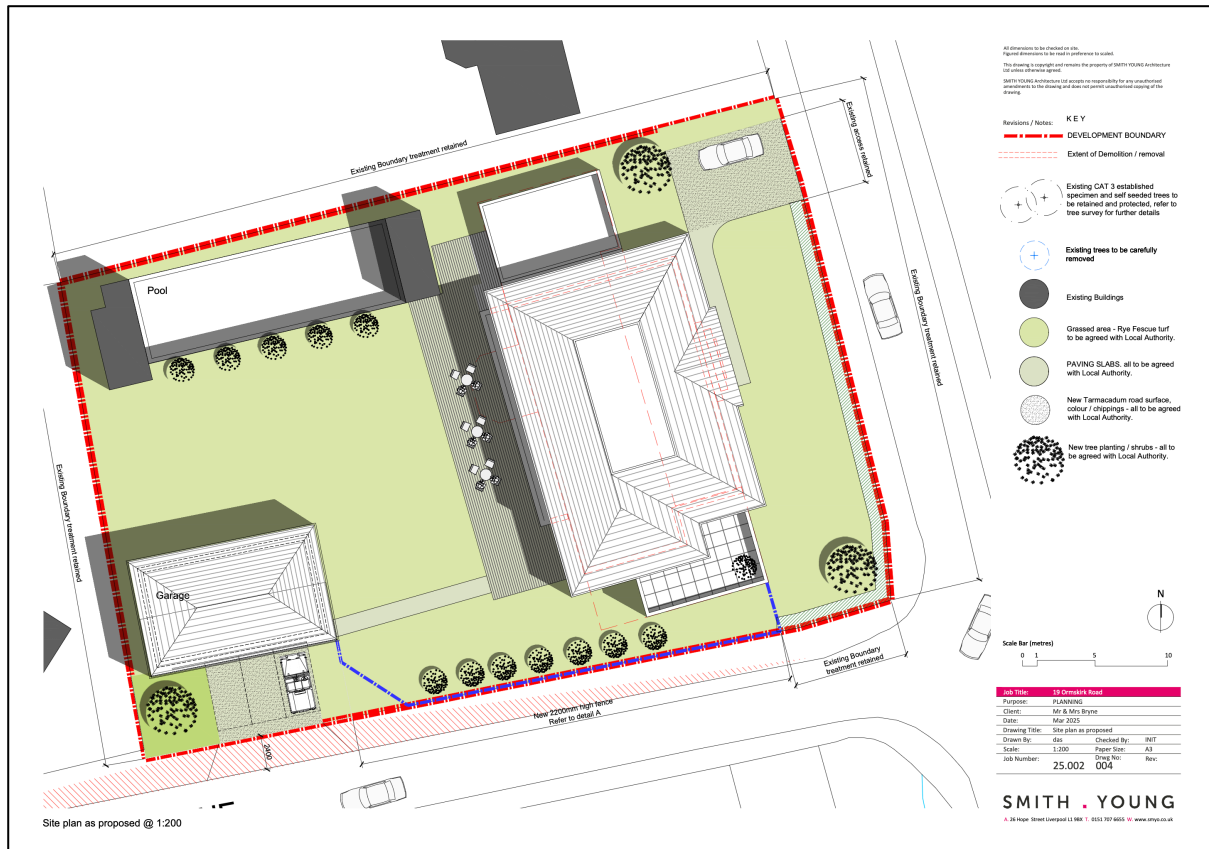 All dimensions to be checked on site.
Figured dimensions to be read in preference to scaled.
This drawing is copyright and remains the property of SMITH YOUNG Architecture
Ltd unless otherwise agreed.
SMITH YOUNG Architecture Ltd accepts no responsibilty for any unauthorised
amendments to the drawing and does not permit unauthorised copying of the
drawing.
Revisions / Notes:
K E Y
DEVELOPMENT BOUNDARY
Extent of Demolition / removal
Existing CAT 3 established
specimen and self seeded trees to
be retained and protected, refer to
tree survey for further details
Existing trees to be carefully
removed
Existing Buildings
Grassed area - Rye Fescue turf
to be agreed with Local Authority.
PAVING SLABS. all to be agreed
with Local Authority.
New Tarmacadum road surface,
colour / chippings - all to be agreed
with Local Authority.
New tree planting / shrubs - all to
be agreed with Local Authority.
Existing Boundary treatment retained
Existing access retained
Existing Boundary treatment retained
Pool
Existing Boundary treatment retained
Garage
Existing Boundary
treatment retained
New 2200mm high fence
Refer to detail A
2400
N
Scale Bar (metres)
0 1 5 10
Job Title: 19 Ormskirk Road
Purpose: PLANNING
Client: Mr & Mrs Bryne
Date: Mar 2025
Drawing Title: Site plan as proposed
Drawn By: das Checked By: INIT
Scale: 1:200 Paper Size: A3
Job Number: 25.002 Drwg No: 004 Rev:
SMITH . YOUNG
A. 26 Hope Street Liverpool L1 9BX T. 0151 707 6655 W. www.smyo.co.uk
Site plan as proposed @ 1:200